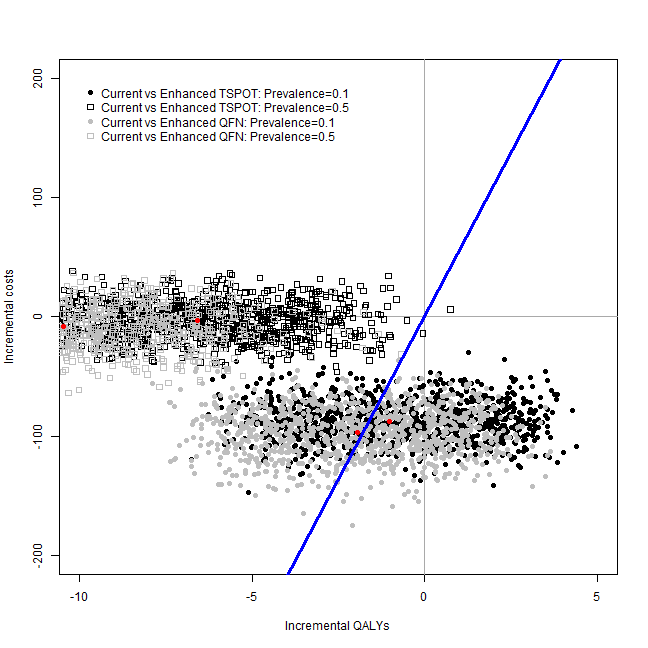 200
100
0
-100
-200
Incremental costs
Current vs Enhanced TSPOT: Prevalence=0.1
Current vs Enhanced TSPOT: Prevalence=0.5
Current vs Enhanced QFN: Prevalence=0.1
Current vs Enhanced QFN: Prevalence=0.5
-10 -5 0 5
Incremental QALYs